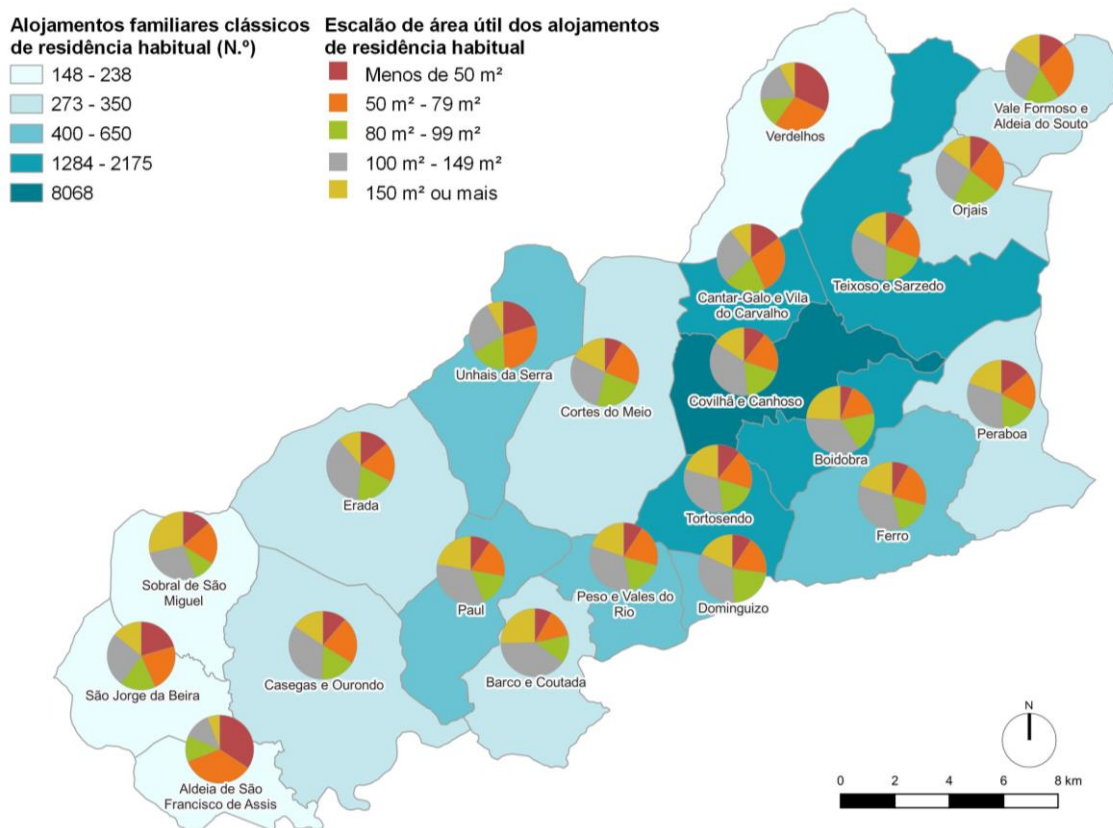 Alojamentos familiares clássicos
de residência habitual (N.º)
148 - 238
273 - 350
400 - 650
1284 - 2175
8068
Escalão de área útil dos alojamentos
de residência habitual
Menos de 50 m²
50 m² - 79 m²
80 m² - 99 m²
100 m² - 149 m²
150 m² ou mais
Verdelhos
Vale Formoso e
Aldeia do Souto
Orjais
Teixoso e Sarzedo
Cantar-Galo e Vila
do Carvalho
Unhais da Serra
Cortes do Meio
Covilhã e Canhoso
Peraboa
Boidobra
Erada
Tortosendo
Ferro
Sobral de São
Miguel
Paul
Peso e Vales do
Rio
Dominguizo
São Jorge da Beira
Casegas e Ourondo
Barco e Coutada
Aldeia de São
Francisco de Assis
N
0 2 4 6 8 km